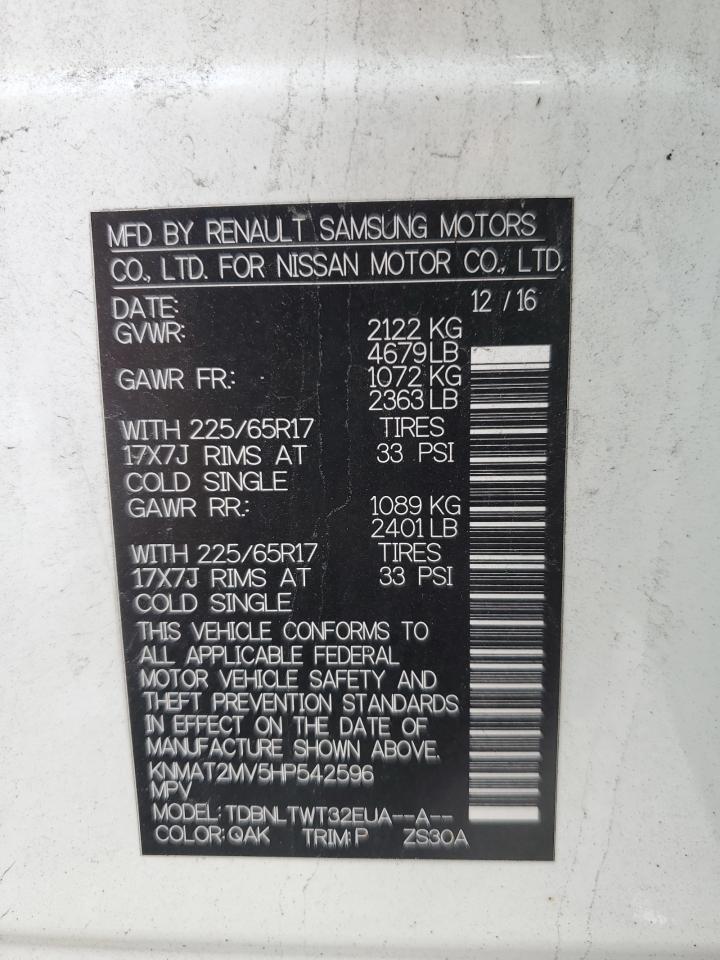 MFD BY RENAULT SAMSUNG MOTORS
CO., LTD. FOR NISSAN MOTOR CO., LTD.
DATE: 12 / 16
GVWR: 2122 KG
4679 LB
GAWR FR.: 1072 KG
2363 LB
WITH 225/65R17 TIRES
17X7J RIMS AT 33 PSI
COLD SINGLE
GAWR RR.: 1089 KG
2401 LB
WITH 225/65R17 TIRES
17X7J RIMS AT 33 PSI
COLD SINGLE
THIS VEHICLE CONFORMS TO
ALL APPLICABLE FEDERAL
MOTOR VEHICLE SAFETY AND
THEFT PREVENTION STANDARDS
IN EFFECT ON THE DATE OF
MANUFACTURE SHOWN ABOVE.
KNMAT2MV5HP542596
MPV
MODEL: TDBNLTWT32EUA--A--
COLOR: QAK TRIM: P ZS30A